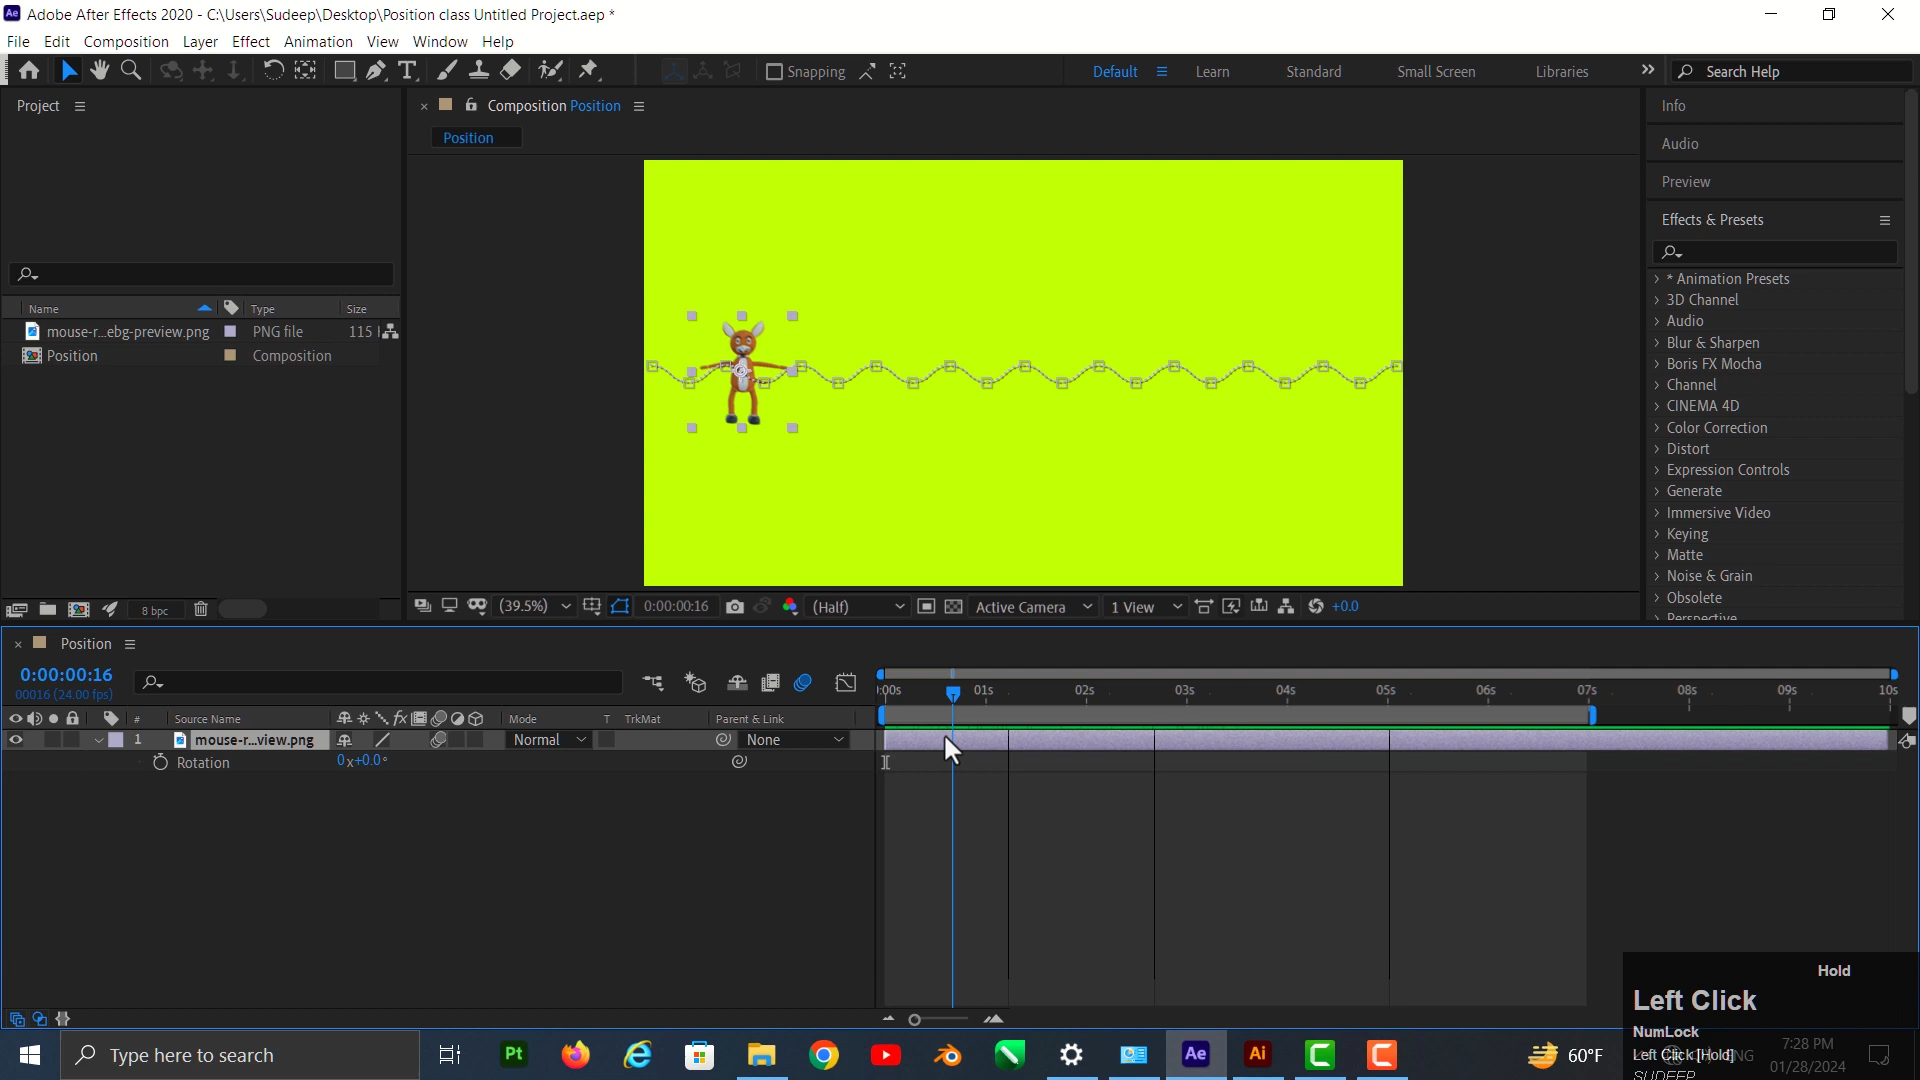 Adobe After Effects 2020 - C:\Users\Sudeep\Desktop\Position class Untitled Project.aep *
File Edit Composition Layer Effect Animation View Window Help
Snapping
Default Learn Standard Small Screen Libraries Search Help
Project
Composition Position
Position
Info
Audio
Preview
Effects & Presets
* Animation Presets
3D Channel
Audio
Blur & Sharpen
Boris FX Mocha
Channel
CINEMA 4D
Color Correction
Distort
Expression Controls
Generate
Immersive Video
Keying
Matte
Noise & Grain
Obsolete
Perspective
Name Type Size
mouse-r...ebg-preview.png PNG file 115
Position Composition
8 bpc
(39.5%) 0:00:00:16 (Half) Active Camera 1 View +0.0
Position
0:00:00:16
00016 (24.00 fps)
:00s 01s 02s 03s 04s 05s 06s 07s 08s 09s 10s
# Source Name Mode T TrkMat Parent & Link
1 mouse-r...view.png Normal None
Rotation 0x+0.0°
Hold
Left Click
NumLock
Left Click[Hold]
SUDEEP
Type here to search
Pt
Ae
Ai
60°F
7:28 PM
01/28/2024